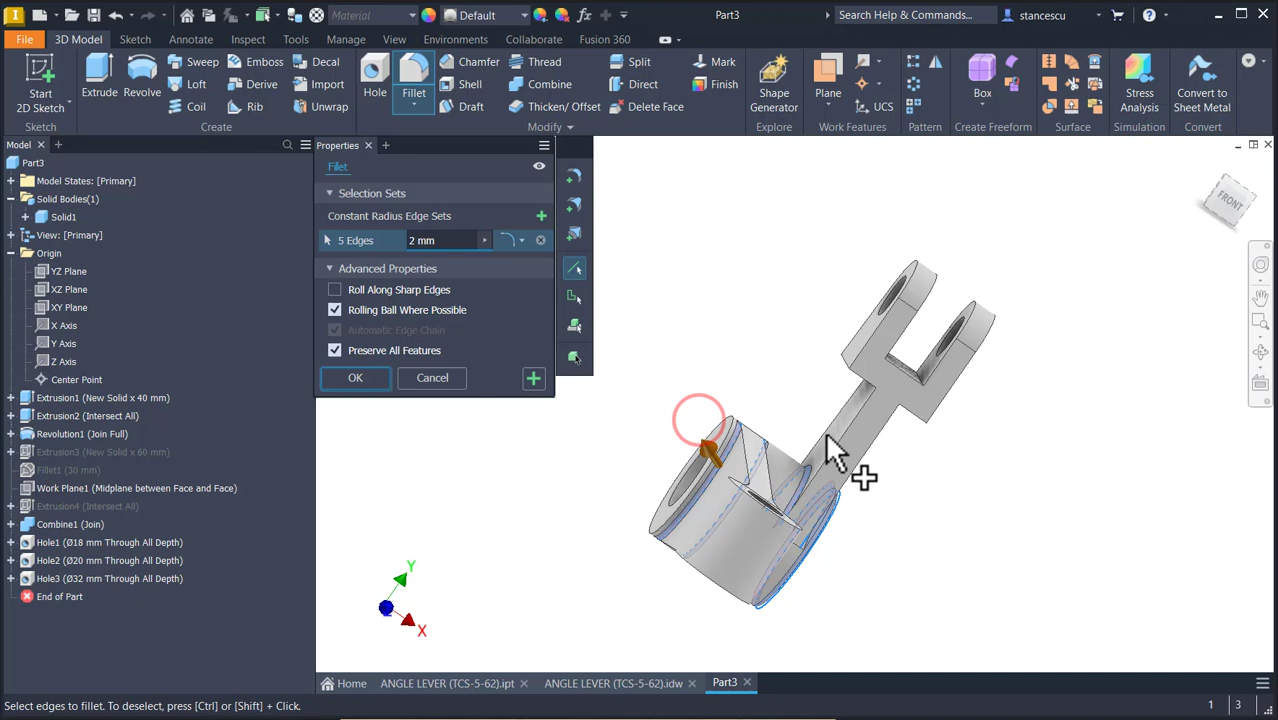 Material
Default
Part3
Search Help & Commands...
stancescu
File
3D Model
Sketch
Annotate
Inspect
Tools
Manage
View
Environments
Collaborate
Fusion 360
Start
2D Sketch
Extrude
Revolve
Sweep
Emboss
Decal
Loft
Derive
Import
Coil
Rib
Unwrap
Hole
Fillet
Chamfer
Thread
Split
Shell
Combine
Direct
Draft
Thicken/ Offset
Delete Face
Mark
Finish
Shape
Generator
Plane
UCS
Box
Stress
Analysis
Convert to
Sheet Metal
Sketch
Create
Modify
Explore
Work Features
Pattern
Create Freeform
Surface
Simulation
Convert
Model
Part3
Model States: [Primary]
Solid Bodies(1)
Solid1
View: [Primary]
Origin
YZ Plane
XZ Plane
XY Plane
X Axis
Y Axis
Z Axis
Center Point
Extrusion1 (New Solid x 40 mm)
Extrusion2 (Intersect All)
Revolution1 (Join Full)
Extrusion3 (New Solid x 60 mm)
Fillet1 (30 mm)
Work Plane1 (Midplane between Face and Face)
Extrusion4 (Intersect All)
Combine1 (Join)
Hole1 (Ø18 mm Through All Depth)
Hole2 (Ø20 mm Through All Depth)
Hole3 (Ø32 mm Through All Depth)
End of Part
Properties
Fillet
Selection Sets
Constant Radius Edge Sets
5 Edges 2 mm
Advanced Properties
Roll Along Sharp Edges
Rolling Ball Where Possible
Automatic Edge Chain
Preserve All Features
OK Cancel
FRONT
Y
X
Home
ANGLE LEVER (TCS-5-62).ipt
ANGLE LEVER (TCS-5-62).idw
Part3
Select edges to fillet. To deselect, press [Ctrl] or [Shift] + Click.
1 3